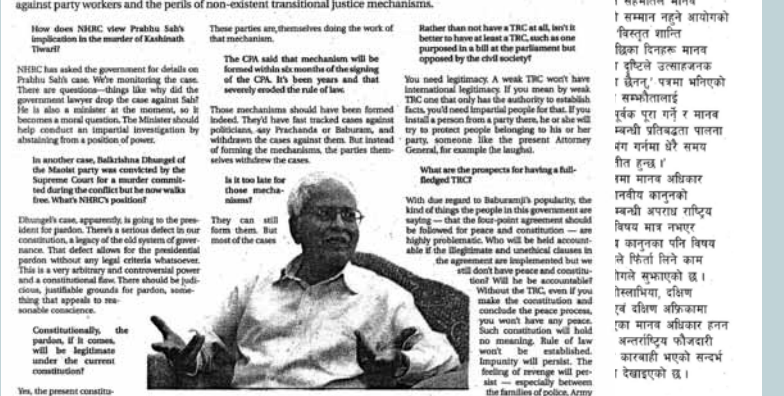 against party workers and the perils of non-existent transitional justice mechanisms.
How does NHRC view Prabhu Sah's
implication in the murder of Kashinath
Tiwari?
NHRC has asked the government for details on
Prabhu Sah's case. We're monitoring the case.
There are questions—things like why did the
government lawyer drop the case against Sah?
He is also a minister at the moment, so it
becomes a moral question. The Minister should
help conduct an impartial investigation by
abstaining from a position of power.
In another case, Balkrishna Dhungel of
the Maoist party was convicted by the
Supreme Court for a murder commit-
ted during the conflict but he now walks
free. What's NHRC's position?
Dhungel's case, apparently, is going to the pres-
ident for pardon. There's a serious defect in our
constitution, a legacy of the old system of gover-
nance. That defect allows for the presidential
pardon without any legal criteria whatsoever.
This is a very arbitrary and controversial power
and a constitutional flaw. There should be judi-
cious, justifiable grounds for pardon, some-
thing that appeals to rea-
sonable conscience.
Constitutionally, the
pardon, if it comes,
will be legitimate
under the current
constitution?
Yes, the present constitu-
These parties are themselves doing the work of
that mechanism.
The CPA said that mechanism will be
formed within six months of the signing
of the CPA. It's been years and that
severely eroded the rule of law.
Those mechanisms should have been formed
indeed. They'd have fast tracked cases against
politicians, say Prachanda or Baburam, and
withdrawn the cases against them. But instead
of forming the mechanisms, the parties them-
selves withdrew the cases.
Is it too late for
those mecha-
nisms?
They can still
form them. But
most of the cases
Rather than not have a TRC at all, isn't it
better to have at least a TRC, such as one
purposed in a bill at the parliament but
opposed by the civil society?
You need legitimacy. A weak TRC won't have
international legitimacy. If you mean by weak
TRC one that only has the authority to establish
facts, you'd need impartial people for that. If you
install a person from a party there, he or she will
try to protect people belonging to his or her
party, someone like the present Attorney
General, for example (he laughs).
What are the prospects for having a full-
fledged TRC?
With due regard to Baburamji's popularity, the
kind of things the people in this government are
saying — that the four-point agreement should
be followed for peace and constitution — are
highly problematic. Who will be held account-
able if the illegitimate and unethical clauses in
the agreement are implemented but we
still don't have peace and constitu-
tion? Will he be accountable?
Without the TRC, even if you
make the constitution and
conclude the peace process,
you won't have any peace.
Such constitution will hold
no meaning. Rule of law
won't be established.
Impunity will persist. The
feeling of revenge will per-
sist — especially between
the families of police, Army
सम्मान नहुने आयोगको
'विस्तृत शान्ति
दिनहरू मानव
दृष्टिले उत्साहजनक
छैनन्,' पत्रमा भनिएको
सम्झौतालाई
पूरा गर्ने र मानव
प्रतिबद्धता पालना
गर्नमा धेरै समय
हुन्छ ।'
मानव अधिकार
कानुनको
अपराध राष्ट्रिय
विषय मात्र नभएर
कानुनका पनि विषय
फिर्ता लिने काम
सुझाएको छ ।
दक्षिण
दक्षिण अफ्रिकामा
मानव अधिकार हनन
अन्तर्राष्ट्रिय फौजदारी
कारवाही भएको सन्दर्भ
देखाइएको छ ।